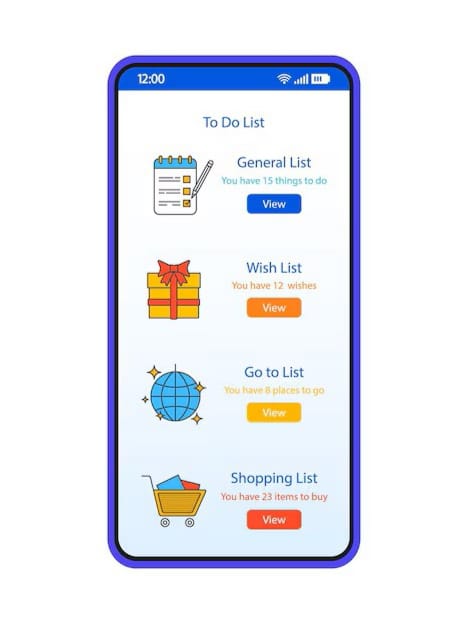 12:00
To Do List
General List
You have 15 things to do
View
Wish List
You have 12 wishes
View
Go to List
You have 8 places to go
View
Shopping List
You have 23 items to buy
View